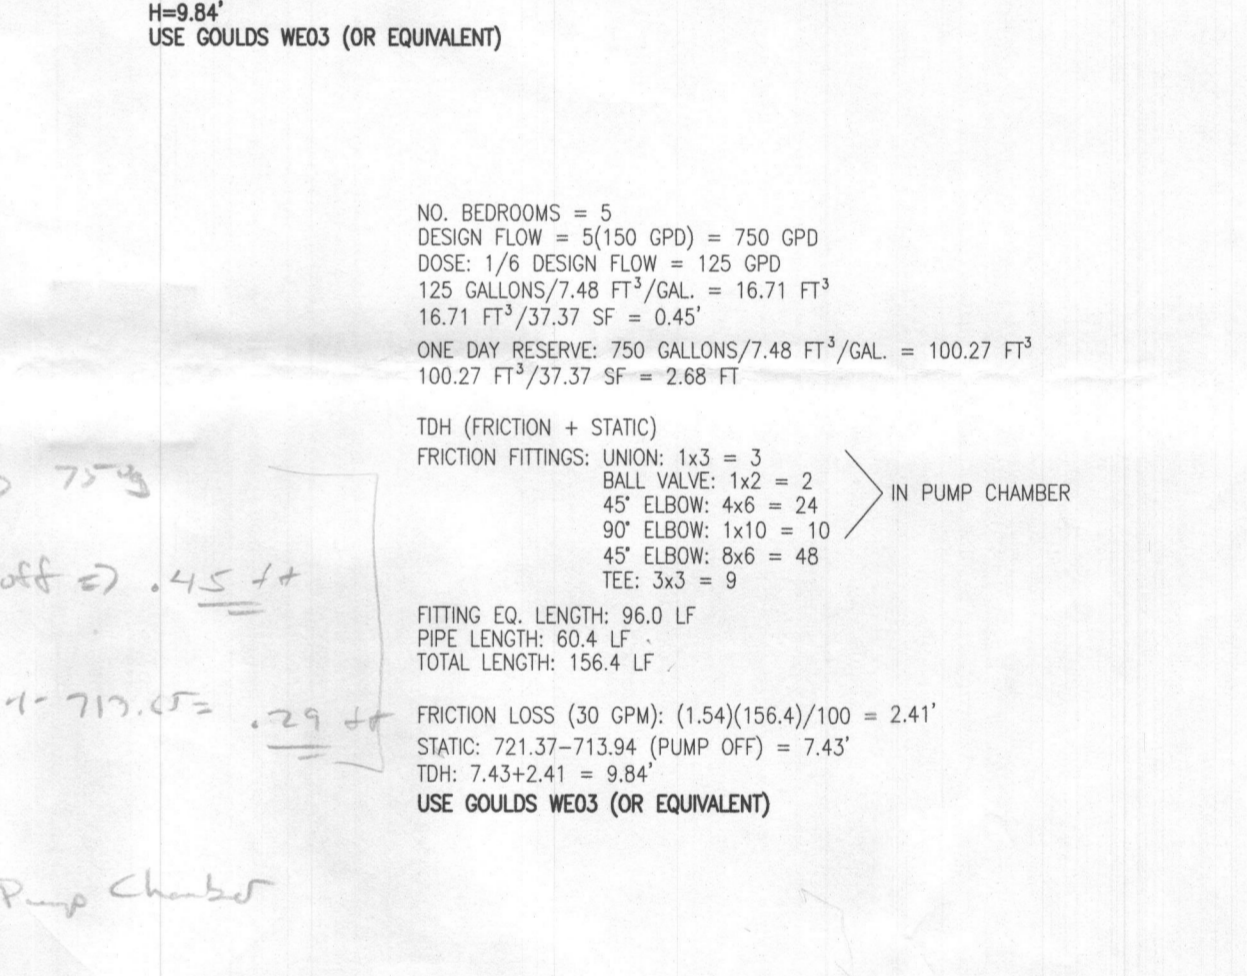 H=9.84'
USE GOULDS WE03 (OR EQUIVALENT)
NO. BEDROOMS = 5
DESIGN FLOW = 5(150 GPD) = 750 GPD
DOSE: 1/6 DESIGN FLOW = 125 GPD
125 GALLONS/7.48 FT³/GAL. = 16.71 FT³
16.71 FT³/37.37 SF = 0.45'
ONE DAY RESERVE: 750 GALLONS/7.48 FT³/GAL. = 100.27 FT³
100.27 FT³/37.37 SF = 2.68 FT
TDH (FRICTION + STATIC)
FRICTION FITTINGS: UNION: 1x3 = 3
BALL VALVE: 1x2 = 2
45° ELBOW: 4x6 = 24
90° ELBOW: 1x10 = 10
IN PUMP CHAMBER
45° ELBOW: 8x6 = 48
TEE: 3x3 = 9
FITTING EQ. LENGTH: 96.0 LF
PIPE LENGTH: 60.4 LF
TOTAL LENGTH: 156.4 LF
FRICTION LOSS (30 GPM): (1.54)(156.4)/100 = 2.41'
STATIC: 721.37-713.94 (PUMP OFF) = 7.43'
TDH: 7.43+2.41 = 9.84'
USE GOULDS WE03 (OR EQUIVALENT)
off => .45 ft
.29 ft
Pump Chamber